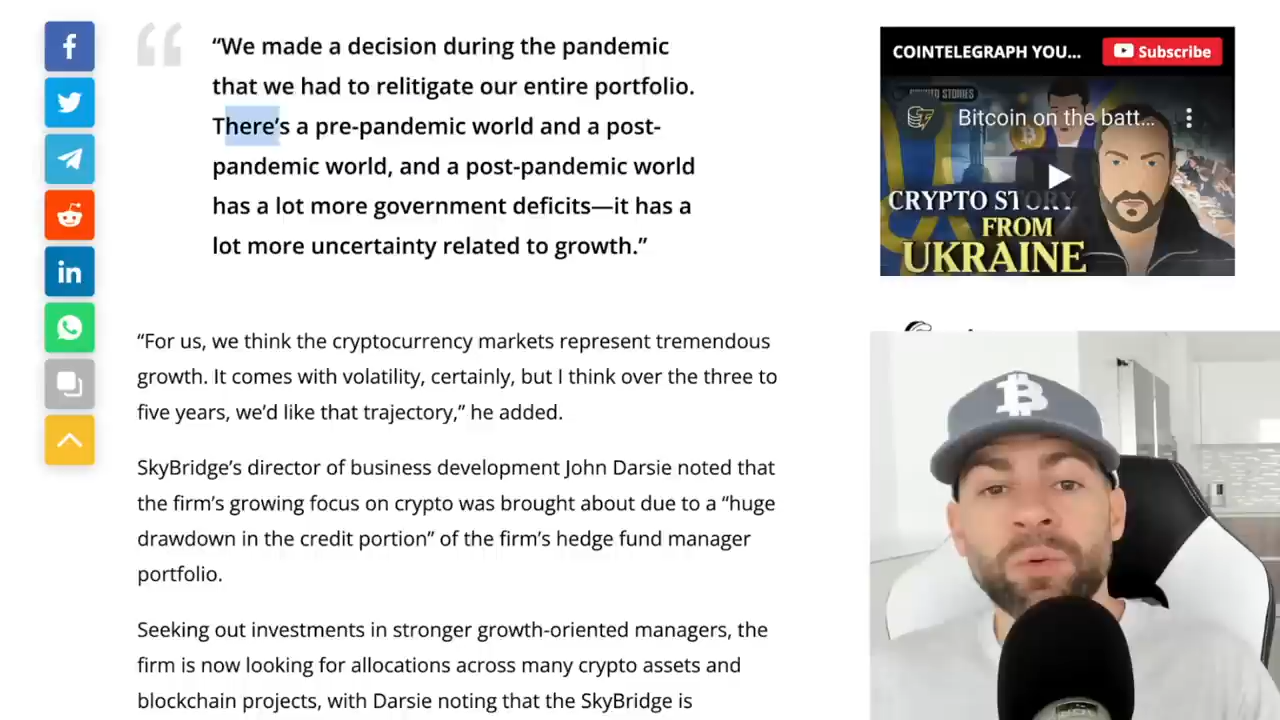 “We made a decision during the pandemic
that we had to relitigate our entire portfolio.
There’s a pre-pandemic world and a post-
pandemic world, and a post-pandemic world
has a lot more government deficits—it has a
lot more uncertainty related to growth.”
“For us, we think the cryptocurrency markets represent tremendous
growth. It comes with volatility, certainly, but I think over the three to
five years, we’d like that trajectory,” he added.
SkyBridge’s director of business development John Darsie noted that
the firm’s growing focus on crypto was brought about due to a “huge
drawdown in the credit portion” of the firm’s hedge fund manager
portfolio.
Seeking out investments in stronger growth-oriented managers, the
firm is now looking for allocations across many crypto assets and
blockchain projects, with Darsie noting that the SkyBridge is
COINTELEGRAPH YOU...
Subscribe
CRYPTO STORIES
Bitcoin on the batt...
CRYPTO STORY
FROM
UKRAINE